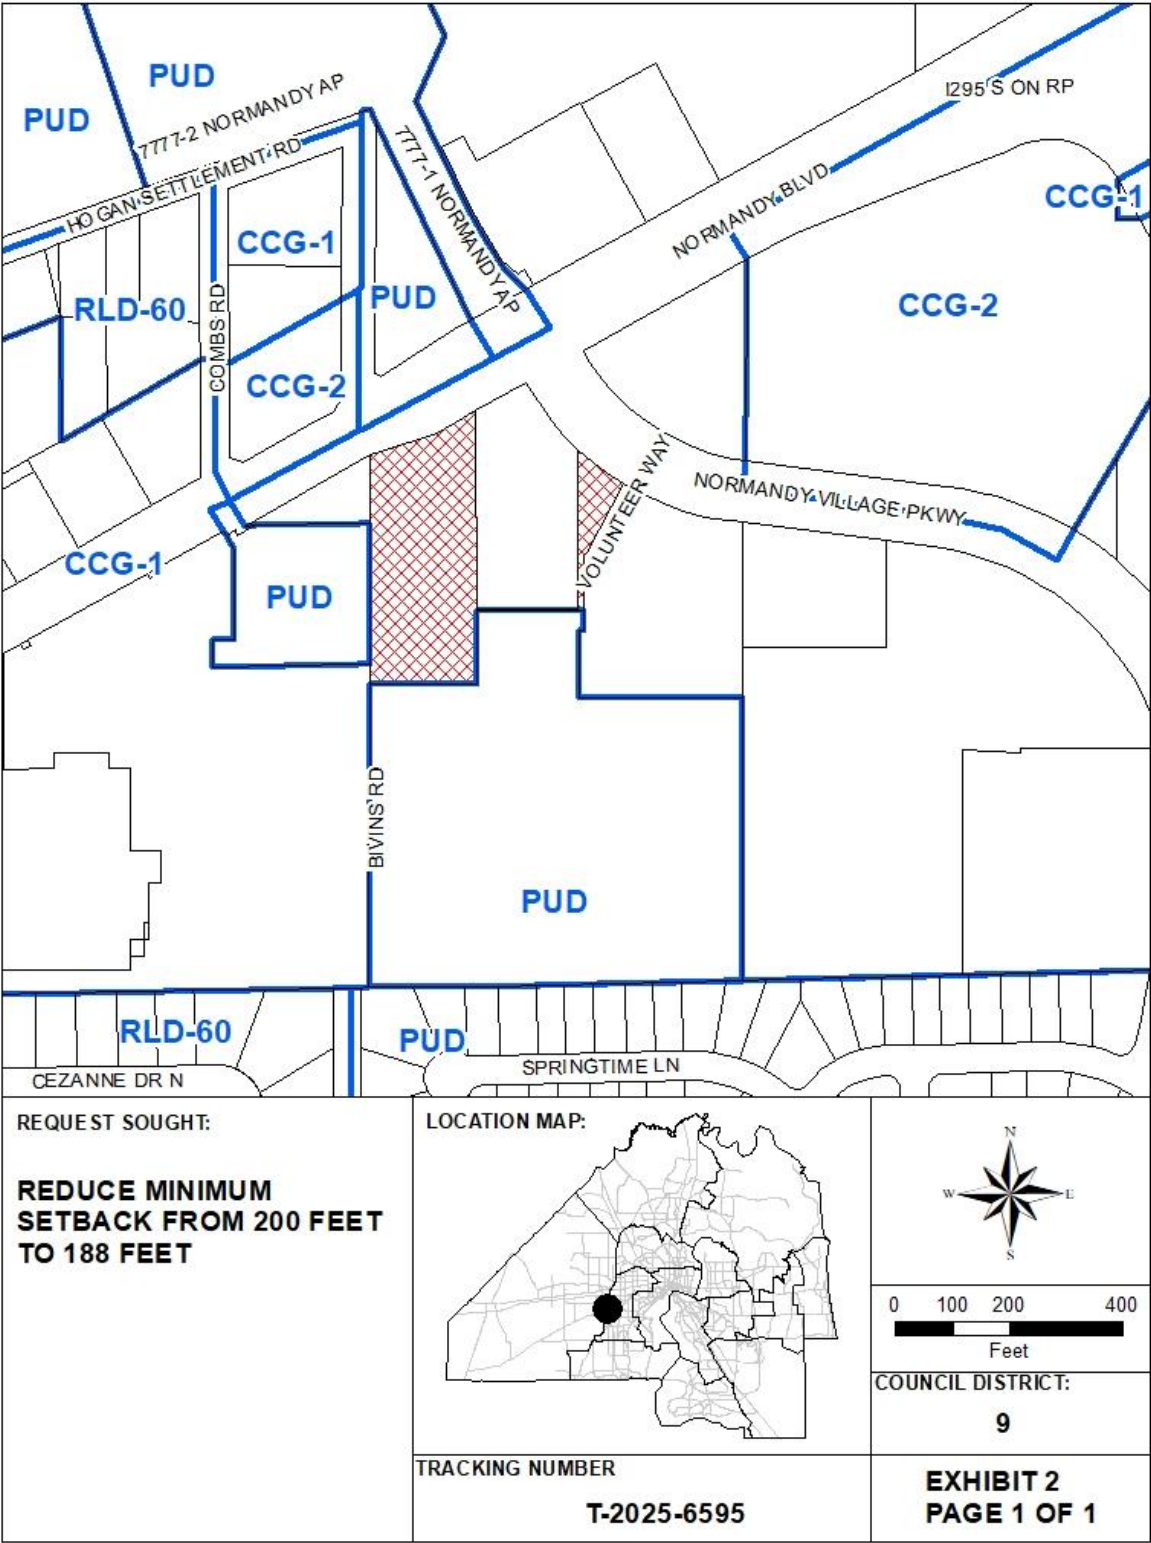 PUD
PUD
7777-2 NORMANDY AP
HOGAN SETTLEMENT RD
7777-1 NORMANDY AP
I295 S ON RP
NORMANDY BLVD
CCG-1
CCG-1
RLD-60
COMBS RD
PUD
CCG-2
CCG-2
VOLUNTEER WAY
NORMANDY VILLAGE PKWY
CCG-1
PUD
BIVINS RD
PUD
RLD-60
PUD
CEZANNE DR N
SPRINGTIME LN
REQUEST SOUGHT:
REDUCE MINIMUM
SETBACK FROM 200 FEET
TO 188 FEET
LOCATION MAP:
N
W E
S
0 100 200 400
Feet
COUNCIL DISTRICT:
9
TRACKING NUMBER
T-2025-6595
EXHIBIT 2
PAGE 1 OF 1